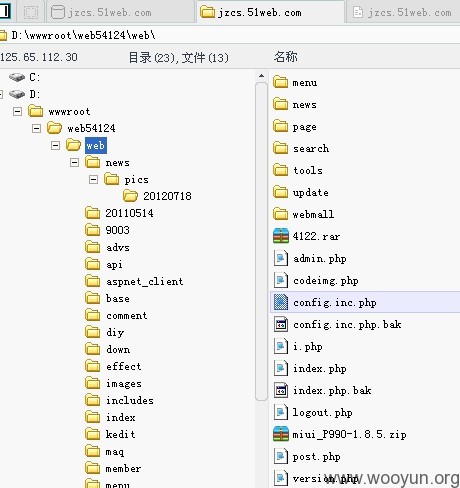 jzcs.51web.com
jzcs.51web.com
jzcs.51web.com
D:\wwwroot\web54124\web\
125.65.112.30
目录(23),文件(13)
名称
C:
D:
wwwroot
web54124
web
news
pics
20120718
20110514
9003
advs
api
aspnet_client
base
comment
diy
down
effect
images
includes
index
kedit
maq
member
menu
menu
news
page
search
tools
update
webmall
4122.rar
admin.php
codeimg.php
config.inc.php
config.inc.php.bak
i.php
index.php
index.php.bak
logout.php
miui_P990-1.8.5.zip
post.php
version.php
www.wooyun.org